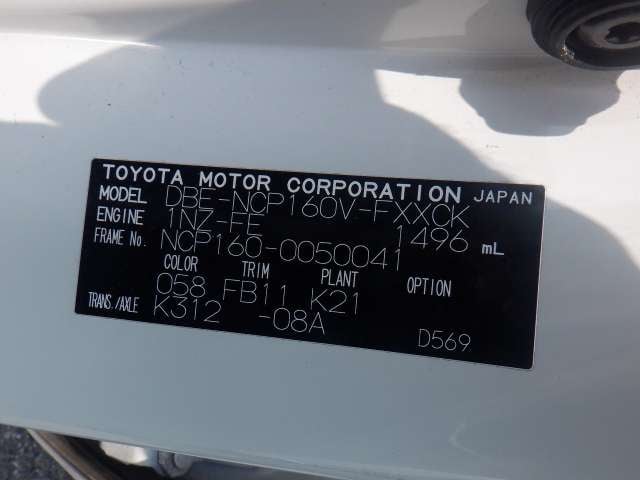 TOYOTA MOTOR CORPORATION JAPAN
MODEL DBE-NCP160V-FXXCK
ENGINE 1NZ-FE 1496 mL
FRAME No. NCP160-0050041
COLOR TRIM PLANT OPTION
058 FB11 K21
TRANS./AXLE K312 -08A
D569